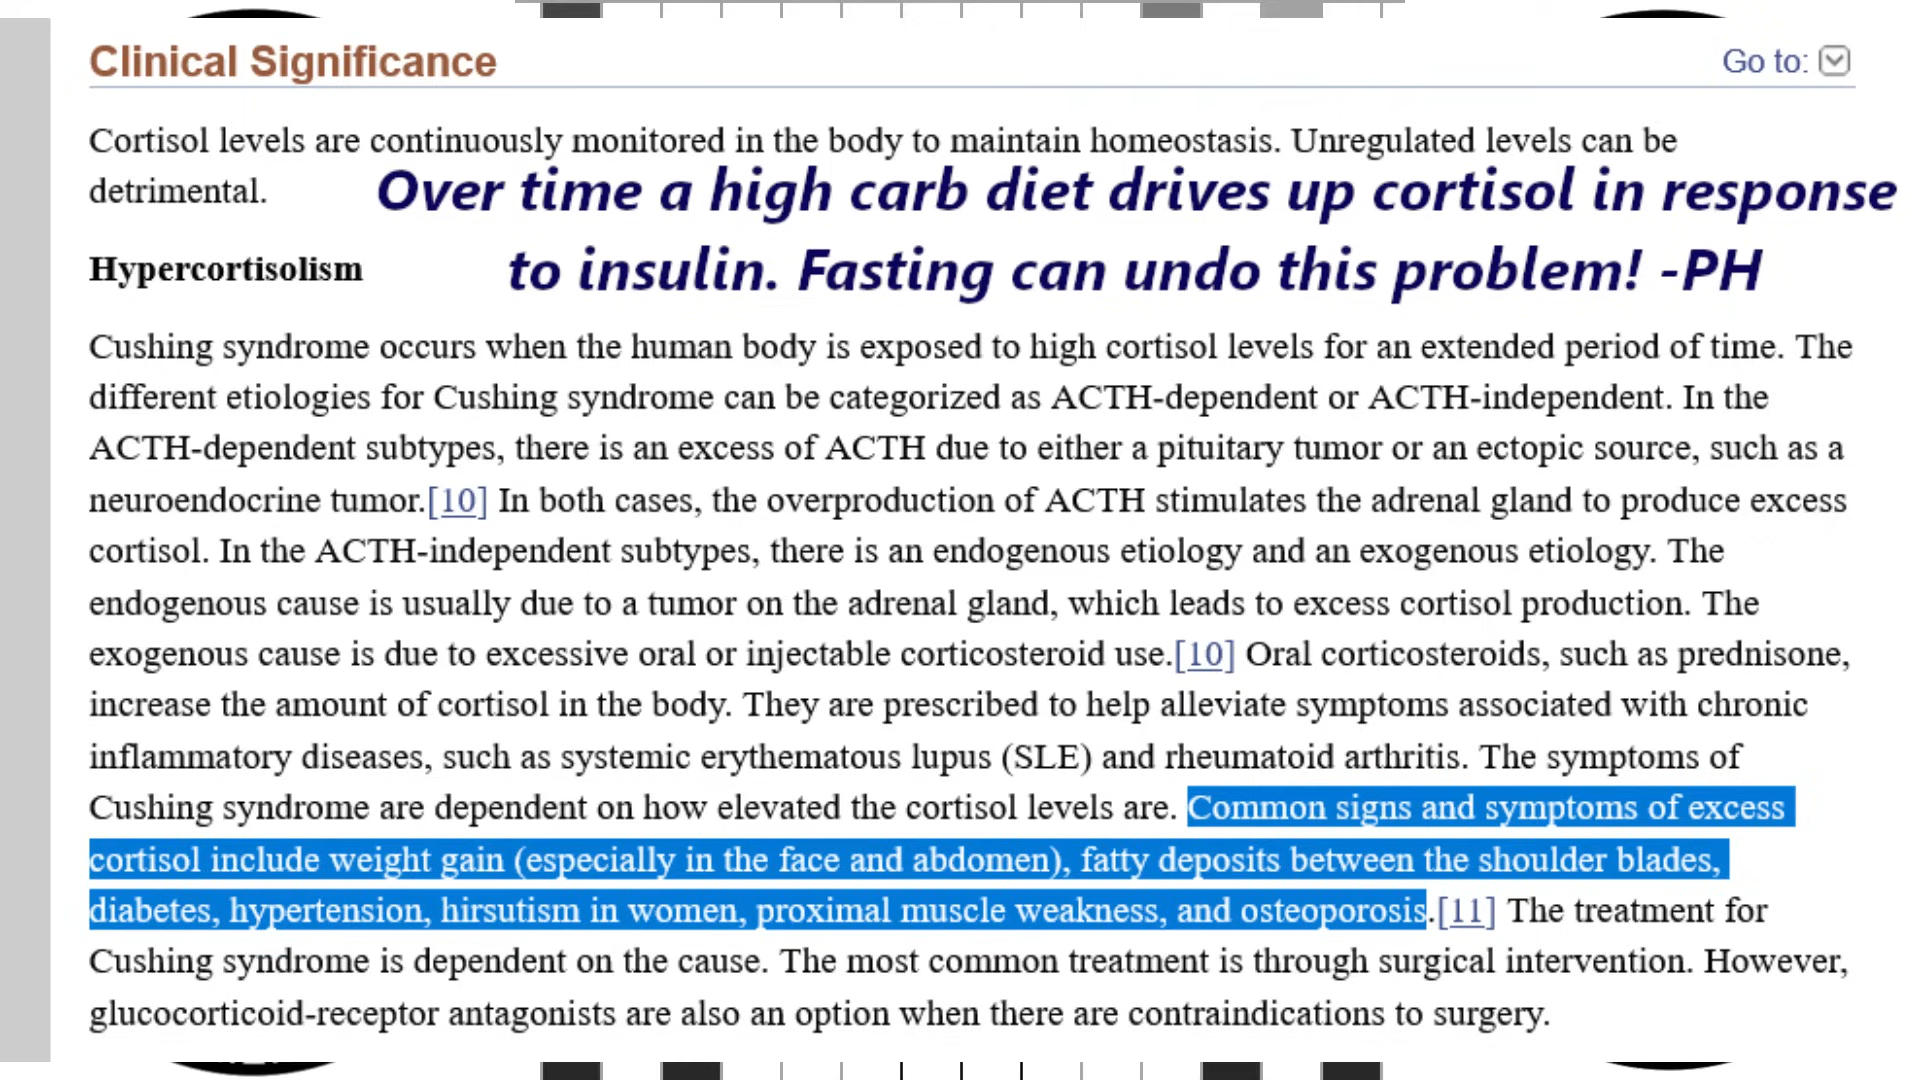 Clinical Significance
Go to:
Cortisol levels are continuously monitored in the body to maintain homeostasis. Unregulated levels can be
detrimental.
Over time a high carb diet drives up cortisol in response
to insulin. Fasting can undo this problem! -PH
Hypercortisolism
Cushing syndrome occurs when the human body is exposed to high cortisol levels for an extended period of time. The
different etiologies for Cushing syndrome can be categorized as ACTH-dependent or ACTH-independent. In the
ACTH-dependent subtypes, there is an excess of ACTH due to either a pituitary tumor or an ectopic source, such as a
neuroendocrine tumor.[10] In both cases, the overproduction of ACTH stimulates the adrenal gland to produce excess
cortisol. In the ACTH-independent subtypes, there is an endogenous etiology and an exogenous etiology. The
endogenous cause is usually due to a tumor on the adrenal gland, which leads to excess cortisol production. The
exogenous cause is due to excessive oral or injectable corticosteroid use.[10] Oral corticosteroids, such as prednisone,
increase the amount of cortisol in the body. They are prescribed to help alleviate symptoms associated with chronic
inflammatory diseases, such as systemic erythematous lupus (SLE) and rheumatoid arthritis. The symptoms of
Cushing syndrome are dependent on how elevated the cortisol levels are. Common signs and symptoms of excess
cortisol include weight gain (especially in the face and abdomen), fatty deposits between the shoulder blades,
diabetes, hypertension, hirsutism in women, proximal muscle weakness, and osteoporosis.[11] The treatment for
Cushing syndrome is dependent on the cause. The most common treatment is through surgical intervention. However,
glucocorticoid-receptor antagonists are also an option when there are contraindications to surgery.